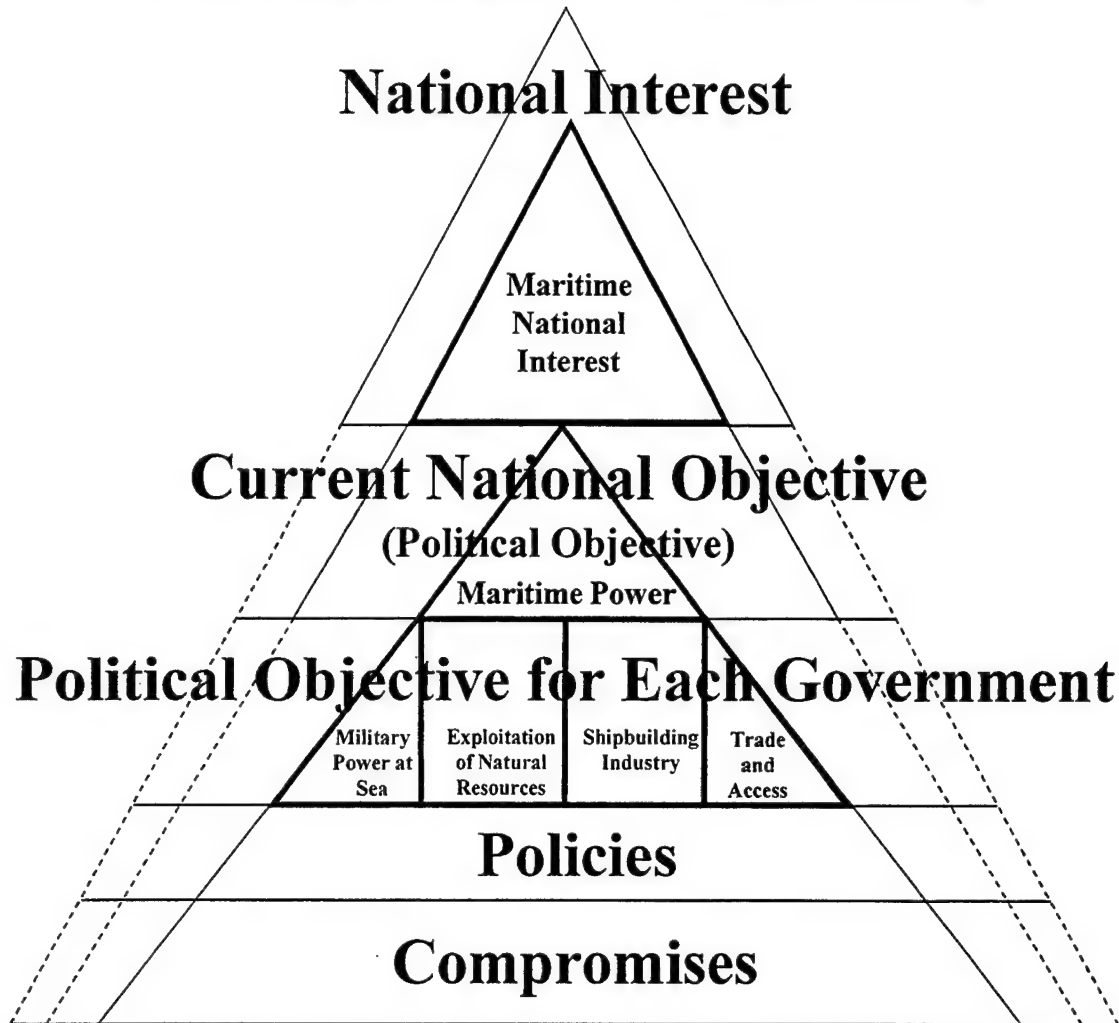 National Interest
Maritime
National
Interest
Current National Objective
(Political Objective)
Maritime Power
Political Objective for Each Government
Military
Power at
Sea
Exploitation
of Natural
Resources
Shipbuilding
Industry
Trade
and
Access
Policies
Compromises